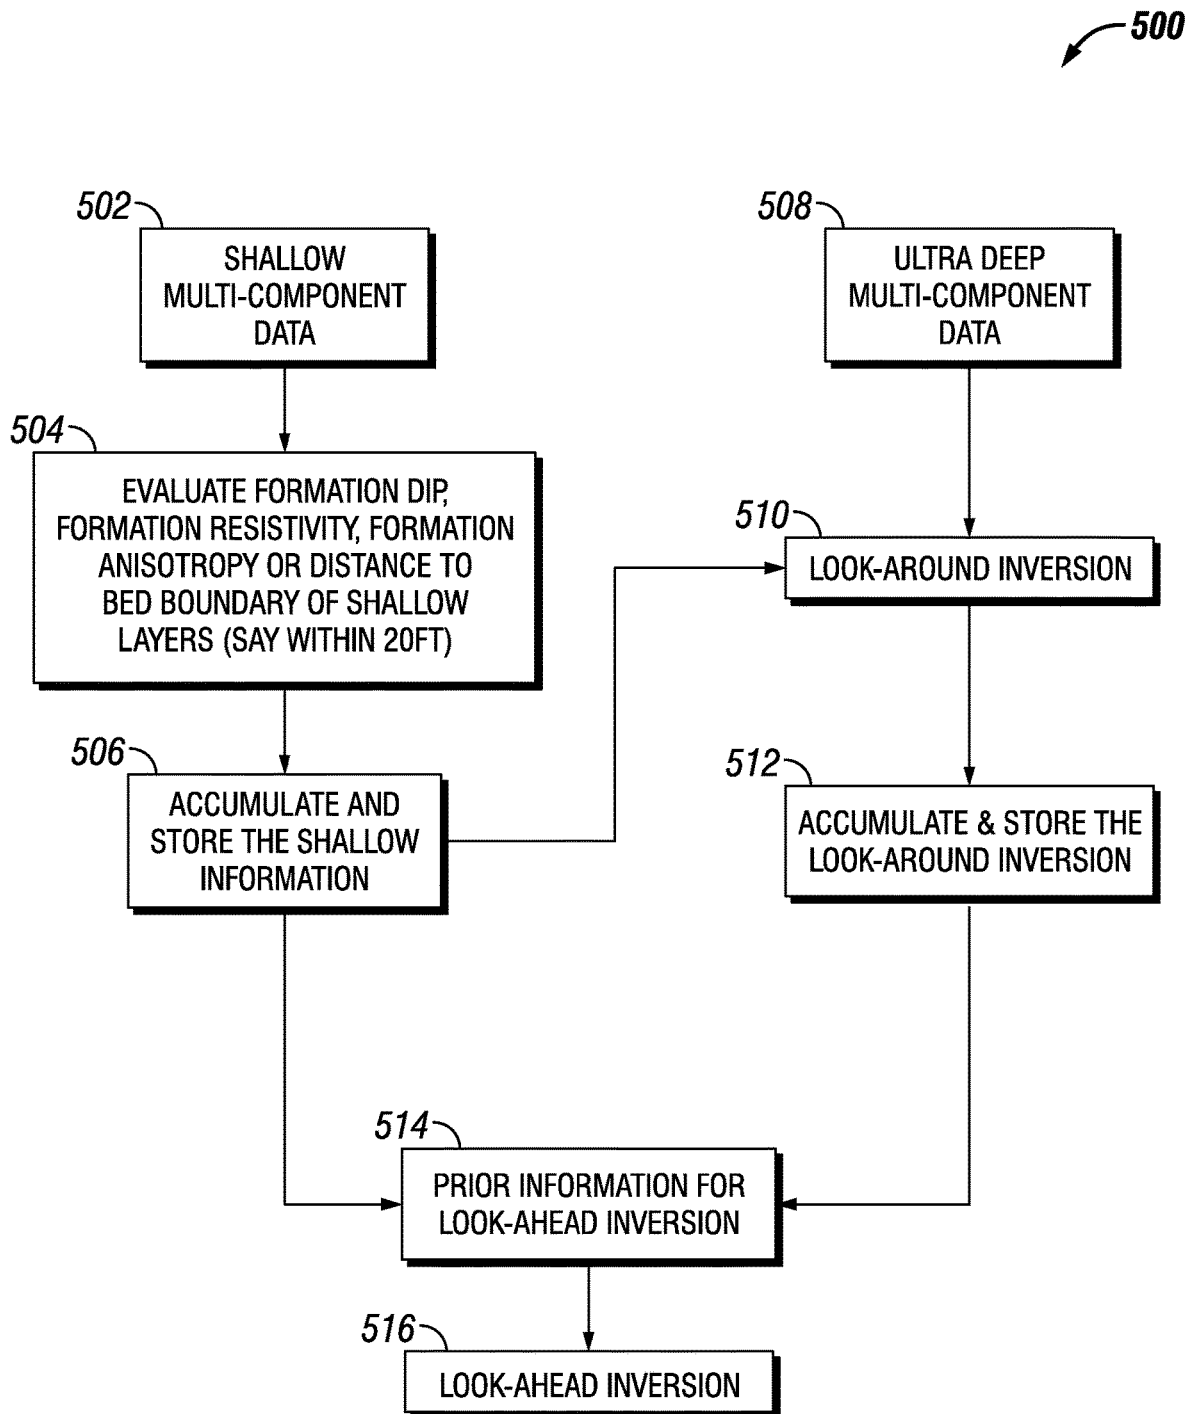 500
502
SHALLOW
MULTI-COMPONENT
DATA
504
EVALUATE FORMATION DIP,
FORMATION RESISTIVITY, FORMATION
ANISOTROPY OR DISTANCE TO
BED BOUNDARY OF SHALLOW
LAYERS (SAY WITHIN 20FT)
506
ACCUMULATE AND
STORE THE SHALLOW
INFORMATION
508
ULTRA DEEP
MULTI-COMPONENT
DATA
510
LOOK-AROUND INVERSION
512
ACCUMULATE & STORE THE
LOOK-AROUND INVERSION
514
PRIOR INFORMATION FOR
LOOK-AHEAD INVERSION
516
LOOK-AHEAD INVERSION